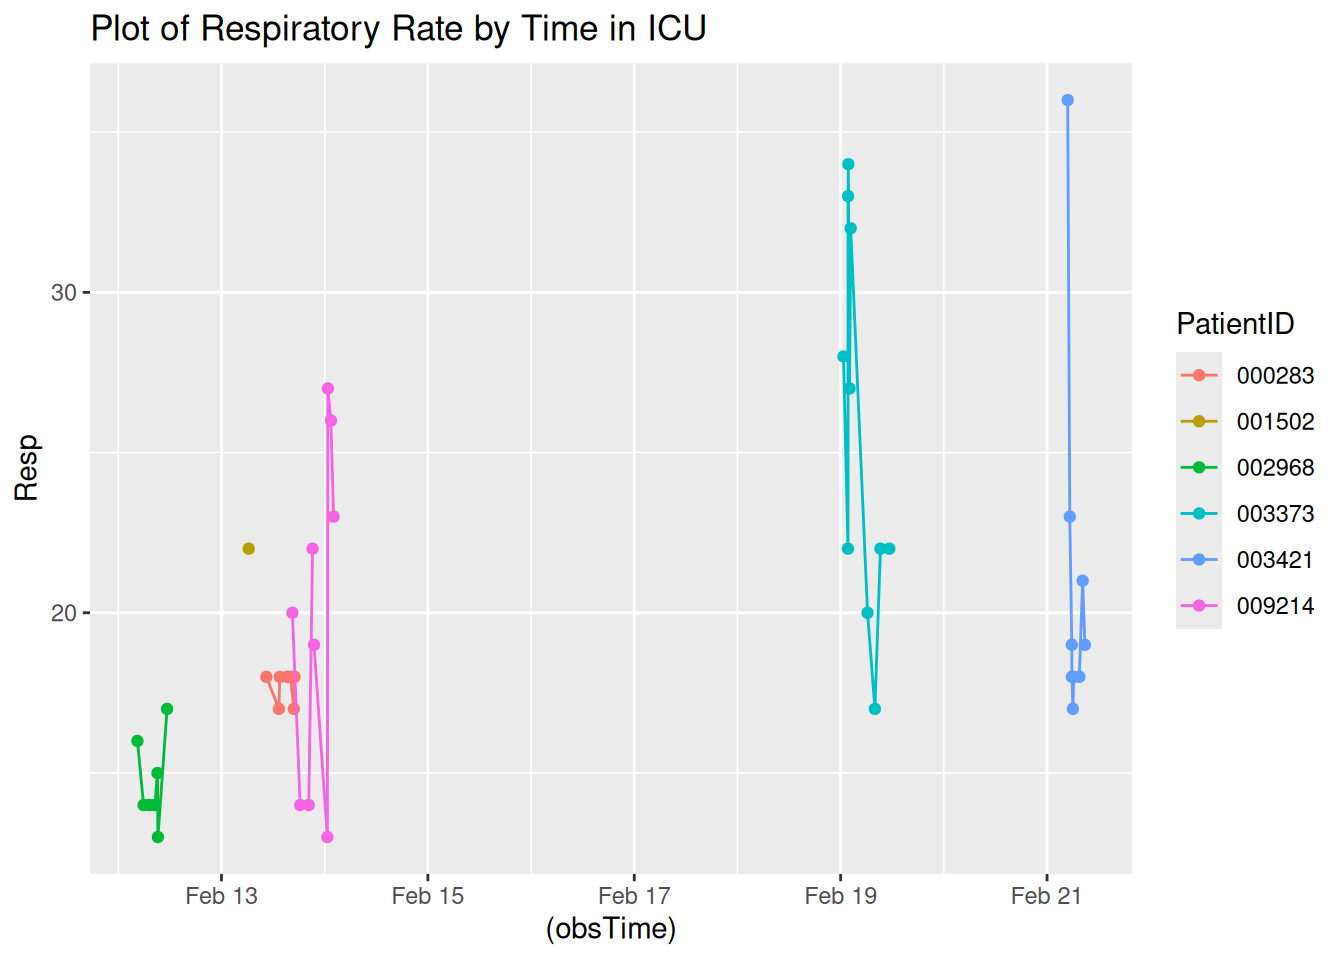 Plot of Respiratory Rate by Time in ICU
Resp
30
20
Feb 13
Feb 15
Feb 17
Feb 19
Feb 21
(obsTime)
PatientID
000283
001502
002968
003373
003421
009214